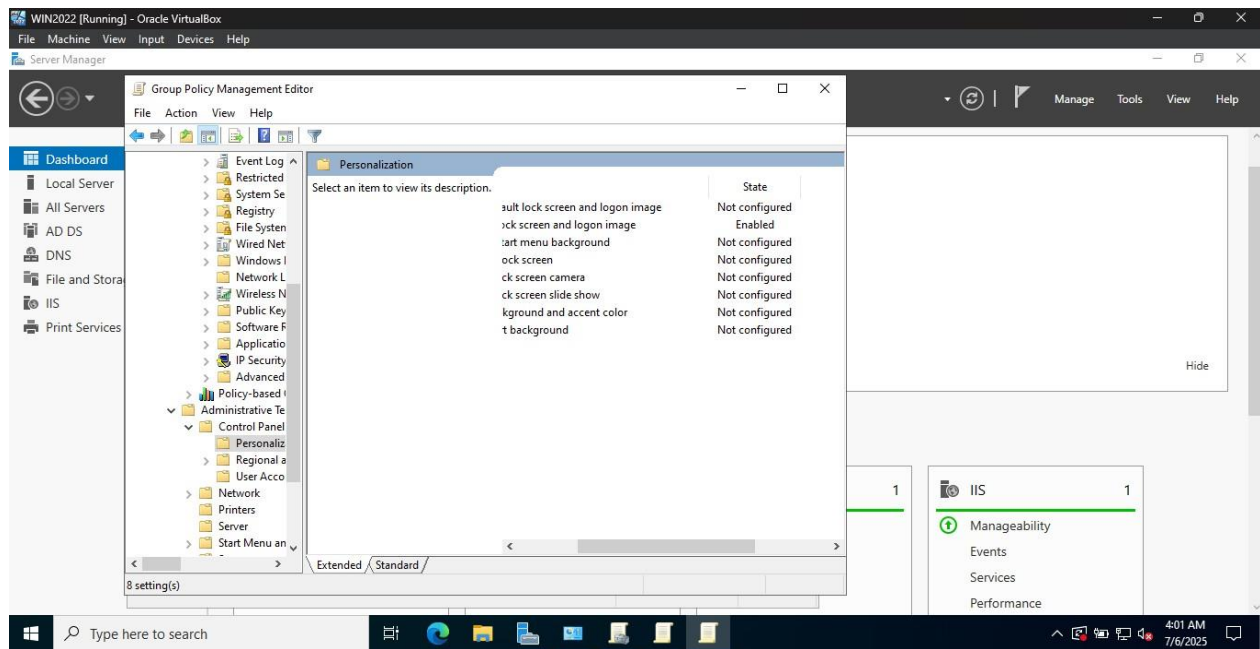 WIN2022 [Running] - Oracle VirtualBox
File Machine View Input Devices Help
Server Manager
Manage Tools View Help
Group Policy Management Editor
File Action View Help
Dashboard
Local Server
All Servers
AD DS
DNS
File and Stora
IIS
Print Services
Event Log
Restricted
System Se
Registry
File System
Wired Net
Windows
Network L
Wireless N
Public Key
Software R
Applicatio
IP Security
Advanced
Policy-based
Administrative Te
Control Panel
Personaliz
Regional a
User Acco
Network
Printers
Server
Start Menu an
Personalization
Select an item to view its description.
State
ault lock screen and logon image Not configured
ock screen and logon image Enabled
tart menu background Not configured
ock screen Not configured
ck screen camera Not configured
ck screen slide show Not configured
kground and accent color Not configured
t background Not configured
Extended Standard
8 setting(s)
Hide
1
IIS 1
Manageability
Events
Services
Performance
Type here to search
4:01 AM
7/6/2025